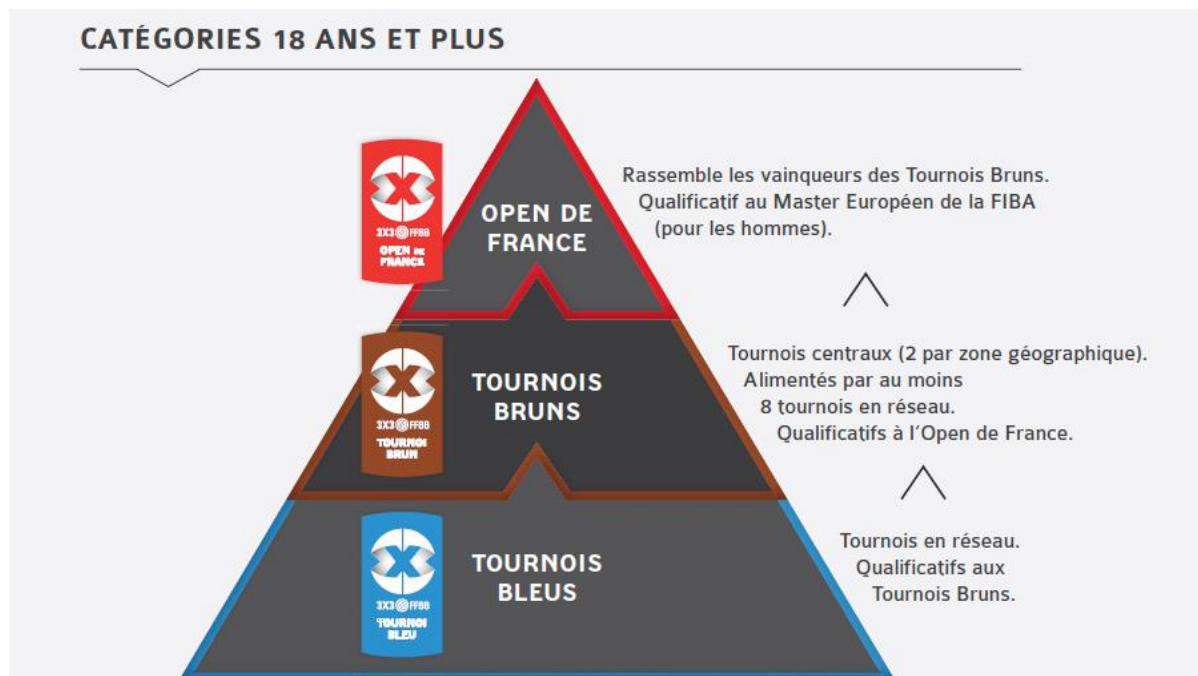 CATÉGORIES 18 ANS ET PLUS
3X3 FFBB
OPEN DE
FRANCE
OPEN DE
FRANCE
Rassemble les vainqueurs des Tournois Bruns.
Qualificatif au Master Européen de la FIBA
(pour les hommes).
3X3 FFBB
TOURNOI
BRUN
TOURNOIS
BRUNS
Tournois centraux (2 par zone géographique).
Alimentés par au moins
8 tournois en réseau.
Qualificatifs à l'Open de France.
3X3 FFBB
TOURNOI
BLEU
TOURNOIS
BLEUS
Tournois en réseau.
Qualificatifs aux
Tournois Bruns.